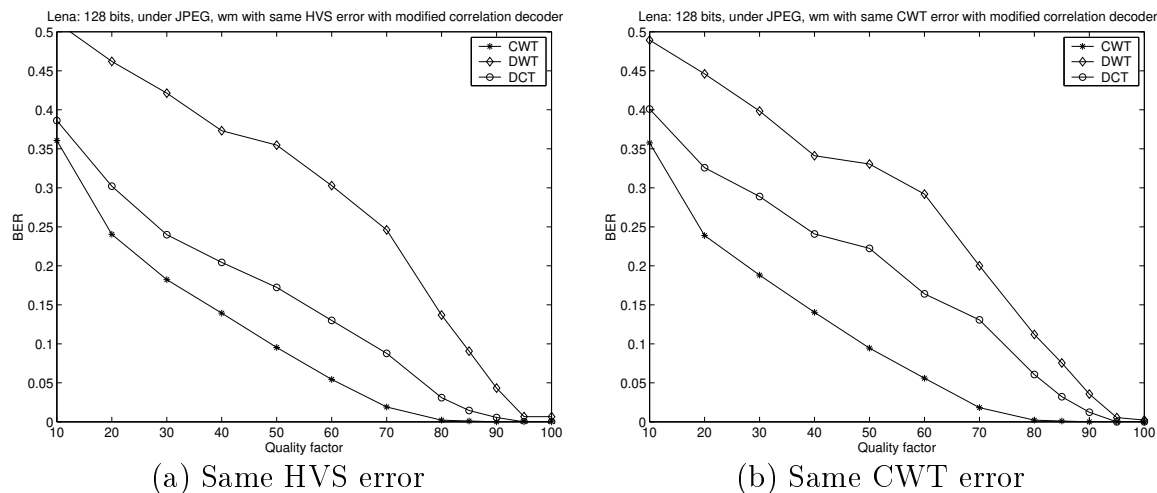 Lena: 128 bits, under JPEG, wm with same HVS error with modified correlation decoder
0.5
0.45
0.4
0.35
0.3
0.25
0.2
0.15
0.1
0.05
0
BER
CWT
DWT
DCT
10 20 30 40 50 60 70 80 90 100
Quality factor
(a) Same HVS error
Lena: 128 bits, under JPEG, wm with same CWT error with modified correlation decoder
0.5
0.45
0.4
0.35
0.3
0.25
0.2
0.15
0.1
0.05
0
BER
CWT
DWT
DCT
10 20 30 40 50 60 70 80 90 100
Quality factor
(b) Same CWT error